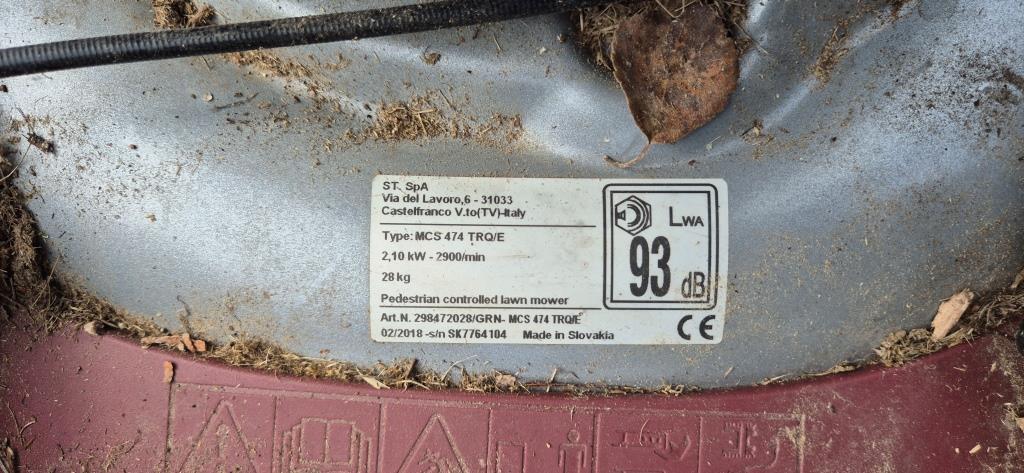 ST. SpA
Via del Lavoro,6 - 31033
Castelfranco V.to(TV)-Italy
Type: MCS 474 TRQ/E
2,10 kW - 2900/min
28 kg
Pedestrian controlled lawn mower
Art.N. 298472028/GRN- MCS 474 TRQ/E
02/2018 -s/n SK7764104 Made in Slovakia
LWA
93 dB
CE